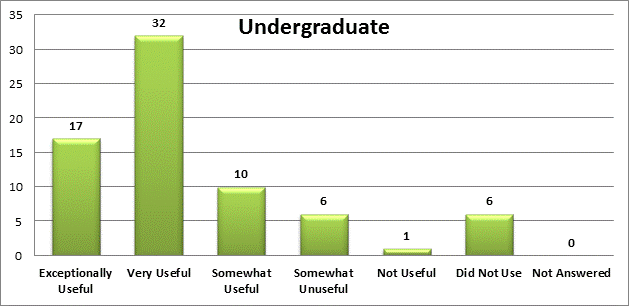 Undergraduate
35
30
25
20
15
10
5
0
17
32
10
6
1
6
0
Exceptionally
Useful
Very Useful
Somewhat
Useful
Somewhat
Unuseful
Not Useful
Did Not Use
Not Answered